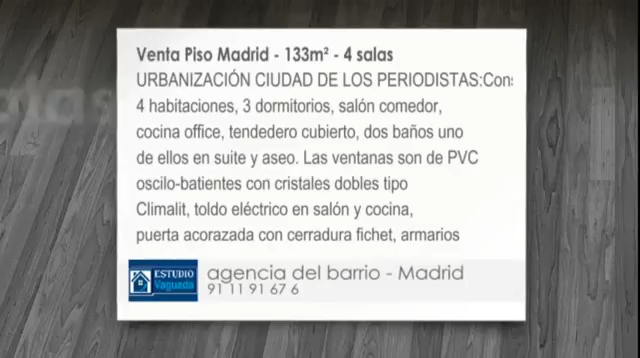 Venta Piso Madrid - 133m² - 4 salas
URBANIZACIÓN CIUDAD DE LOS PERIODISTAS:Cons
4 habitaciones, 3 dormitorios, salón comedor,
cocina office, tendedero cubierto, dos baños uno
de ellos en suite y aseo. Las ventanas son de PVC
oscilo-batientes con cristales dobles tipo
Climalit, toldo eléctrico en salón y cocina,
puerta acorazada con cerradura fichet, armarios
ESTUDIO
Vaguada
agencia del barrio - Madrid
91 11 91 67 6